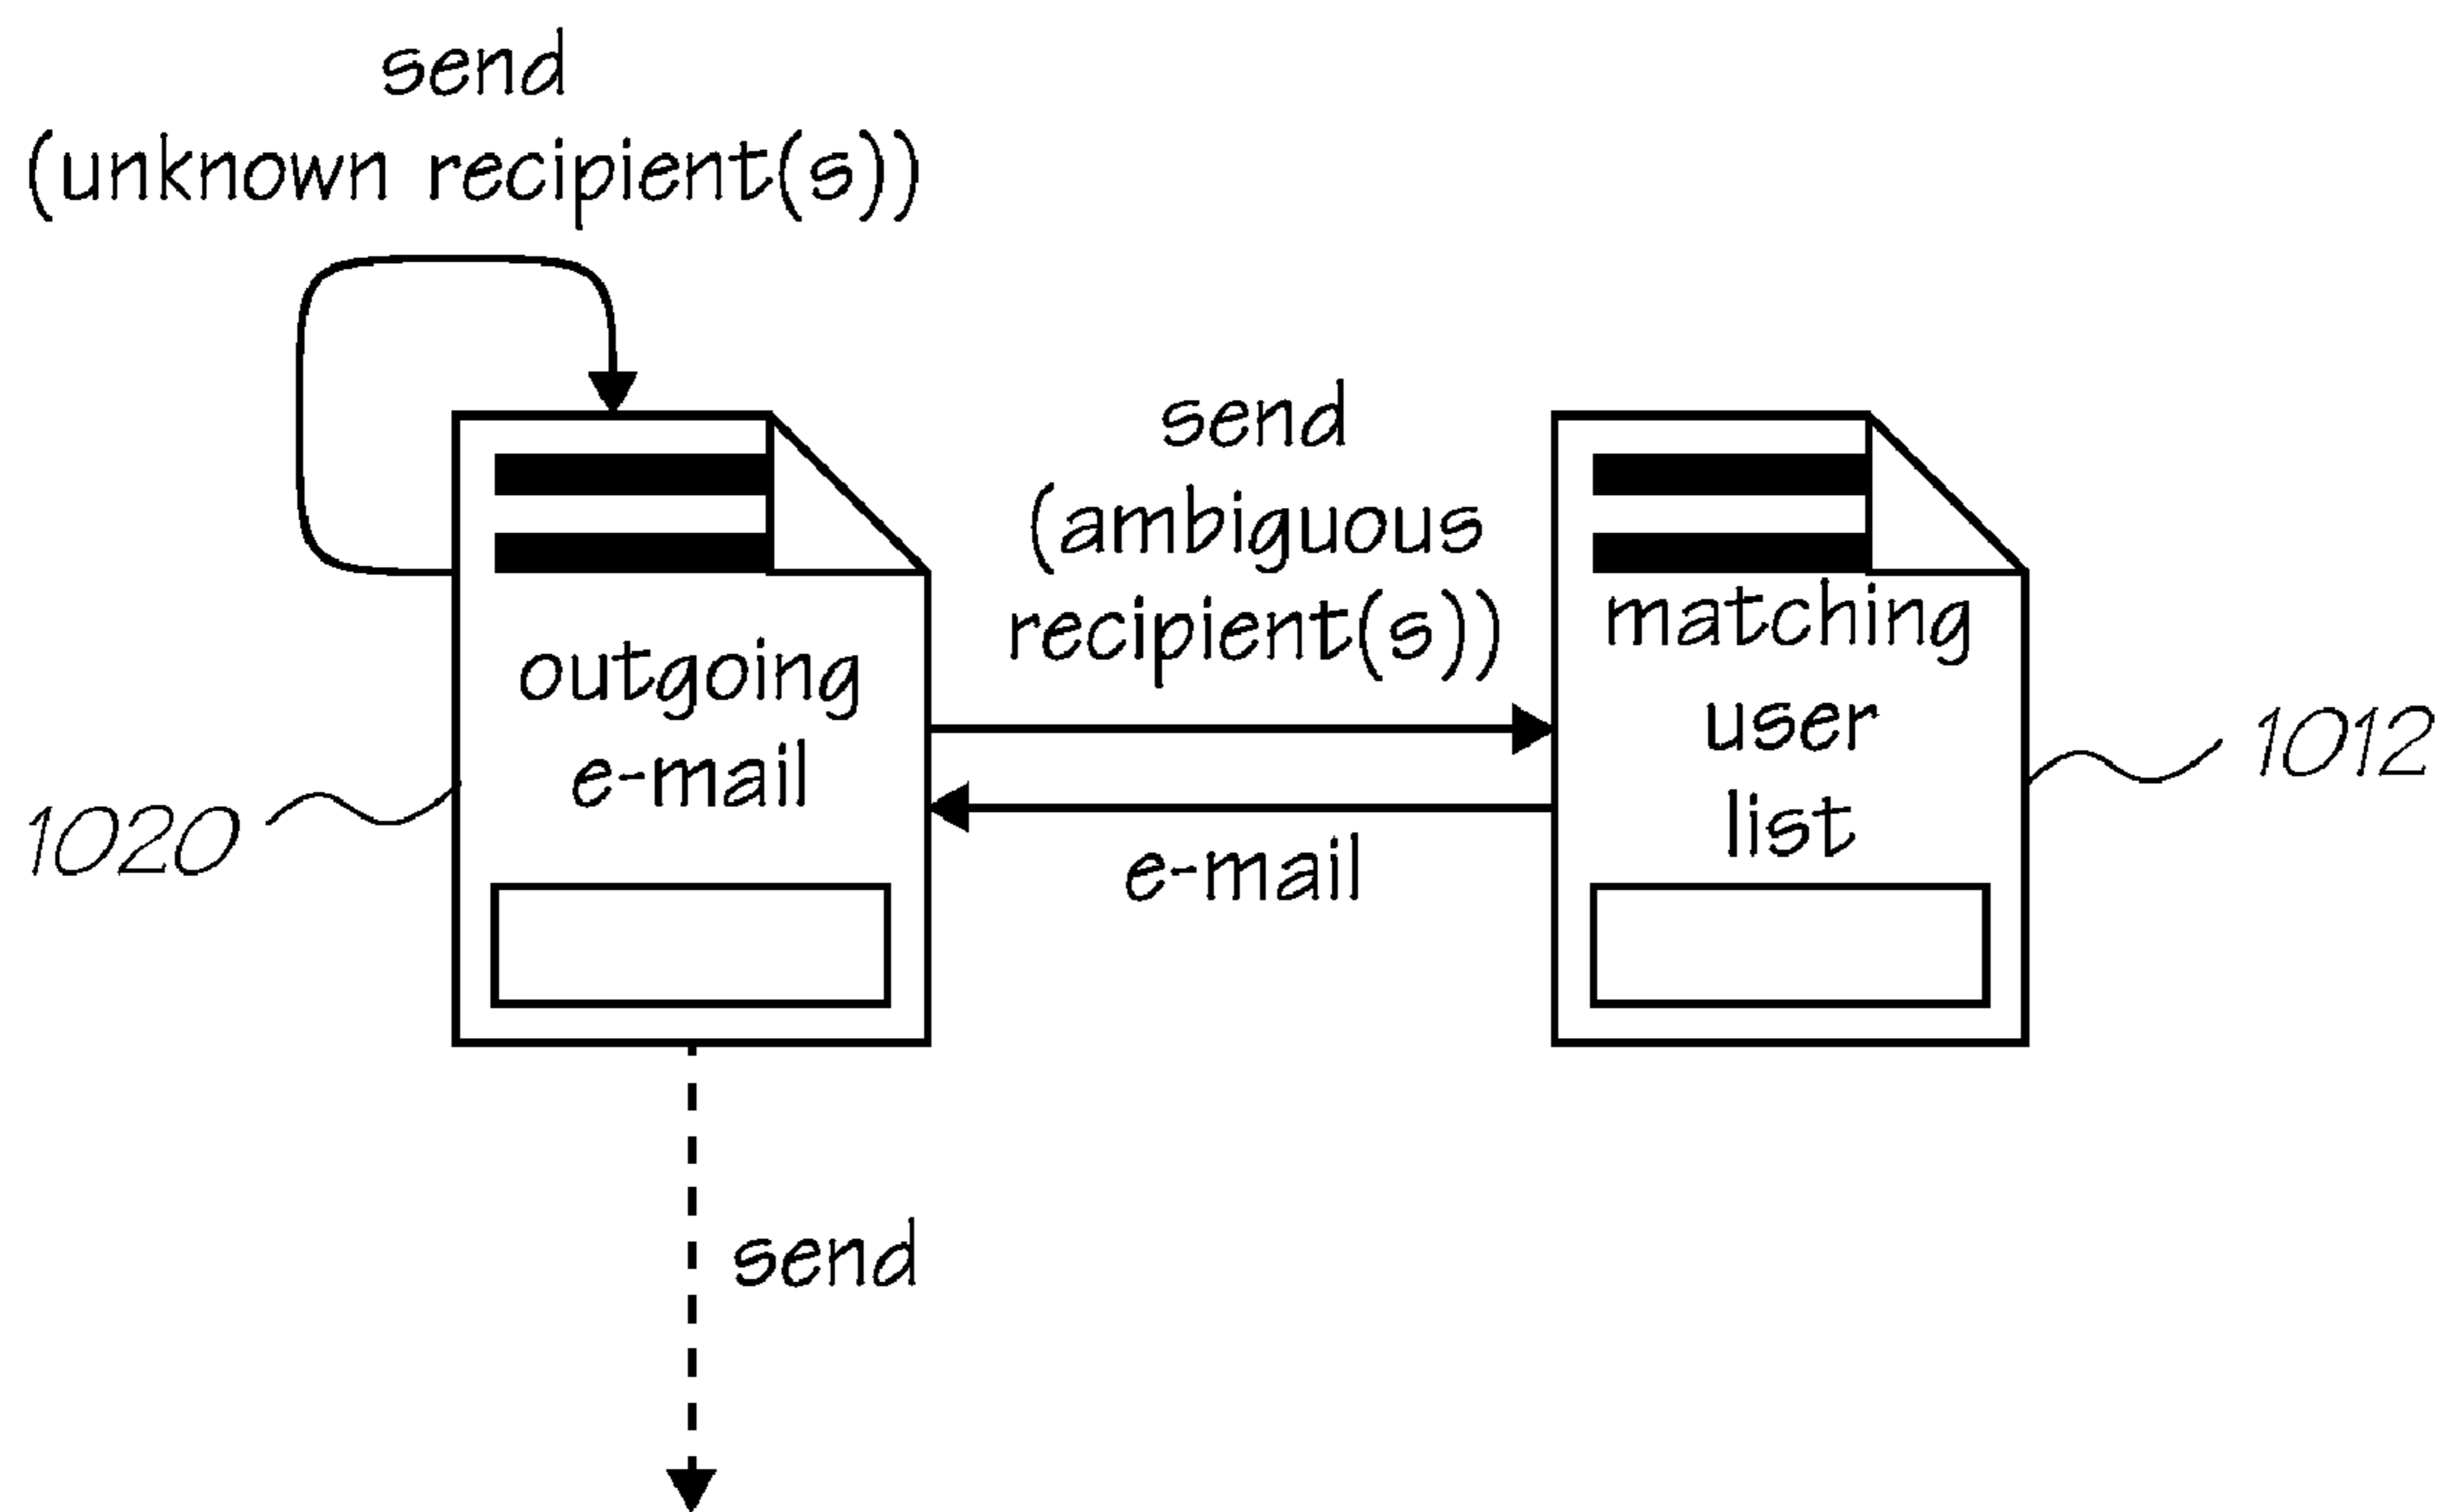 send
(unknown recipient(s))
send
(ambiguous
recipient(s))
outgoing
e-mail
matching
user
list
1020
1012
e-mail
send